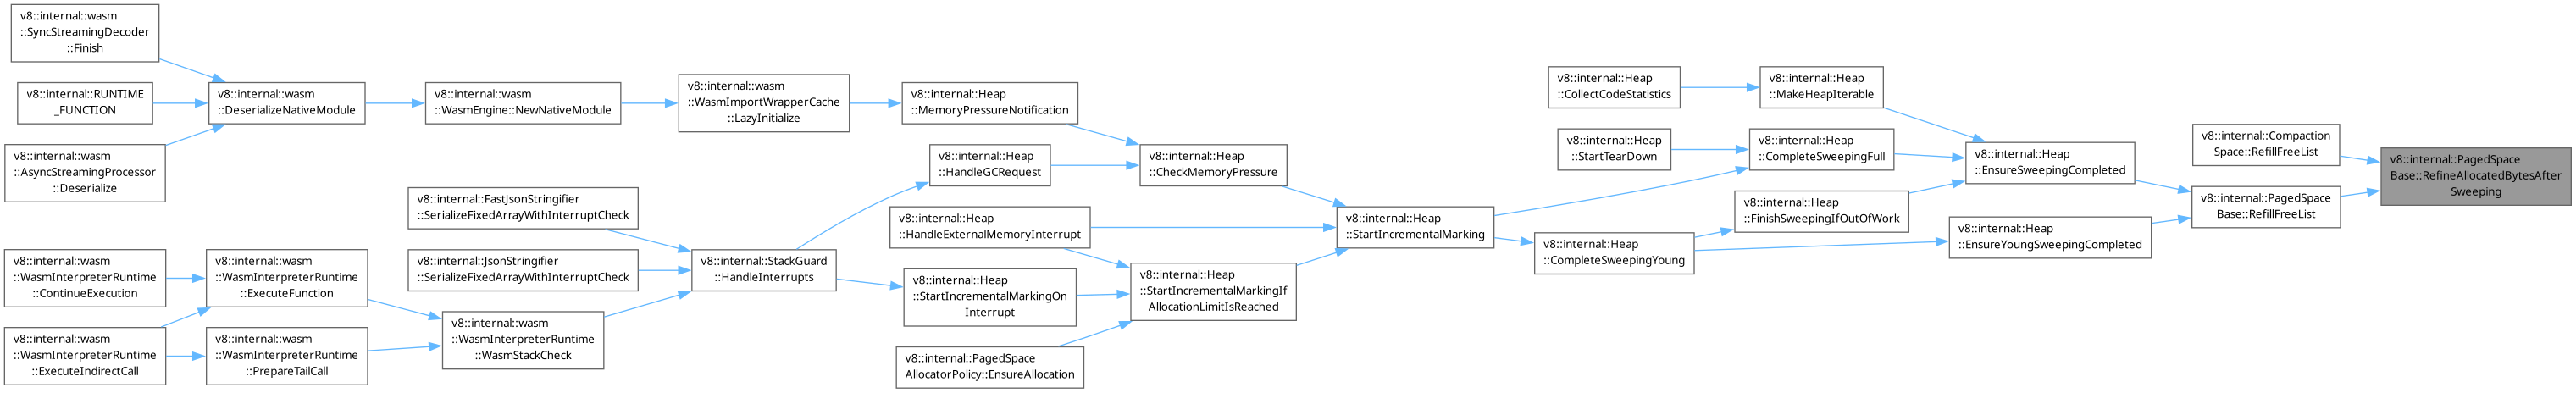 v8::internal::wasm
::SyncStreamingDecoder
::Finish
v8::internal::RUNTIME
_FUNCTION
v8::internal::wasm
::AsyncStreamingProcessor
::Deserialize
v8::internal::wasm
::DeserializeNativeModule
v8::internal::wasm
::WasmEngine::NewNativeModule
v8::internal::wasm
::WasmImportWrapperCache
::LazyInitialize
v8::internal::Heap
::MemoryPressureNotification
v8::internal::Heap
::HandleGCRequest
v8::internal::Heap
::CheckMemoryPressure
v8::internal::FastJsonStringifier
::SerializeFixedArrayWithInterruptCheck
v8::internal::JsonStringifier
::SerializeFixedArrayWithInterruptCheck
v8::internal::wasm
::WasmInterpreterRuntime
::ContinueExecution
v8::internal::wasm
::WasmInterpreterRuntime
::ExecuteIndirectCall
v8::internal::wasm
::WasmInterpreterRuntime
::ExecuteFunction
v8::internal::wasm
::WasmInterpreterRuntime
::PrepareTailCall
v8::internal::wasm
::WasmInterpreterRuntime
::WasmStackCheck
v8::internal::StackGuard
::HandleInterrupts
v8::internal::Heap
::HandleExternalMemoryInterrupt
v8::internal::Heap
::StartIncrementalMarkingOn
Interrupt
v8::internal::PagedSpace
AllocatorPolicy::EnsureAllocation
v8::internal::Heap
::StartIncrementalMarkingIf
AllocationLimitIsReached
v8::internal::Heap
::StartIncrementalMarking
v8::internal::Heap
::CollectCodeStatistics
v8::internal::Heap
::StartTearDown
v8::internal::Heap
::CompleteSweepingYoung
v8::internal::Heap
::MakeHeapIterable
v8::internal::Heap
::CompleteSweepingFull
v8::internal::Heap
::FinishSweepingIfOutOfWork
v8::internal::Heap
::EnsureSweepingCompleted
v8::internal::Heap
::EnsureYoungSweepingCompleted
v8::internal::Compaction
Space::RefillFreeList
v8::internal::PagedSpace
Base::RefillFreeList
v8::internal::PagedSpace
Base::RefineAllocatedBytesAfter
Sweeping